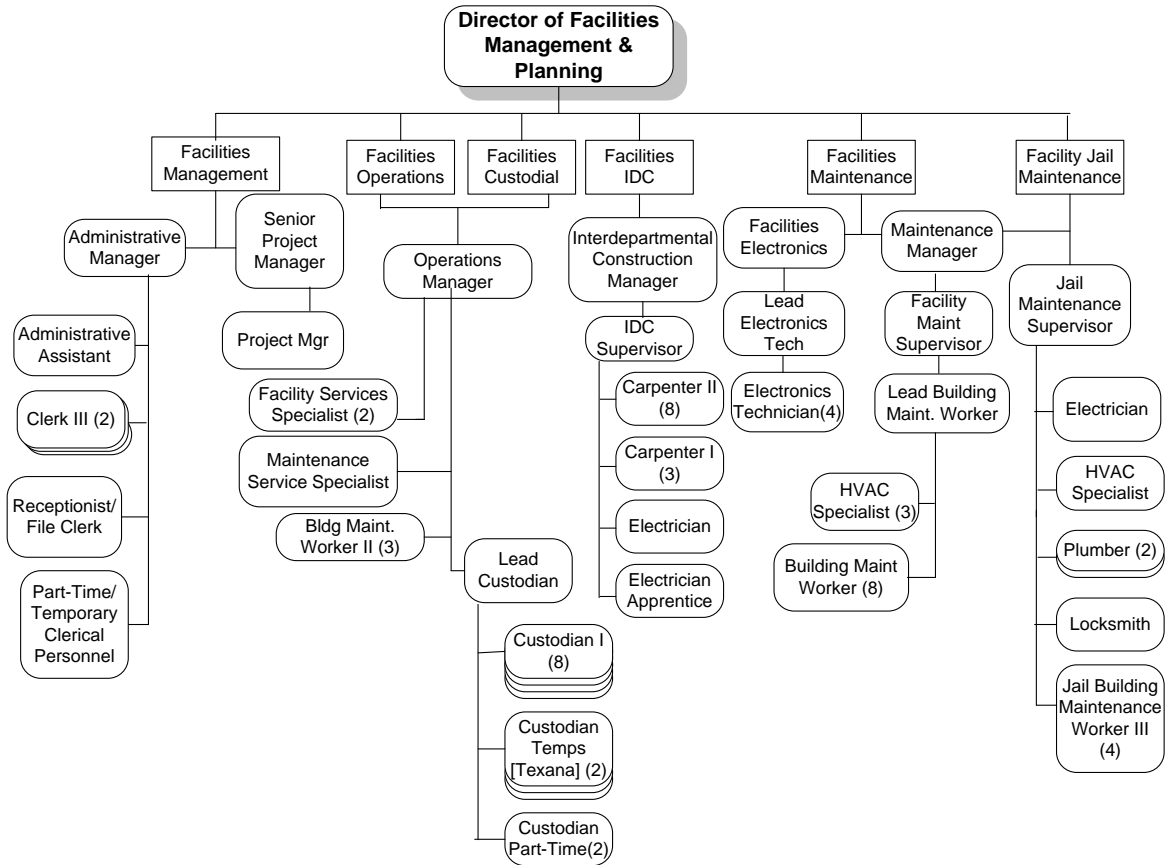 Director of Facilities
Management &
Planning
Facilities
Management
Facilities
Operations
Facilities
Custodial
Facilities
IDC
Facilities
Maintenance
Facility Jail
Maintenance
Administrative
Manager
Senior
Project
Manager
Project Mgr
Administrative
Assistant
Clerk III (2)
Receptionist/
File Clerk
Part-Time/
Temporary
Clerical
Personnel
Operations
Manager
Facility Services
Specialist (2)
Maintenance
Service Specialist
Bldg Maint.
Worker II (3)
Lead
Custodian
Custodian I
(8)
Custodian
Temps
[Texana] (2)
Custodian
Part-Time(2)
Interdepartmental
Construction
Manager
IDC
Supervisor
Carpenter II
(8)
Carpenter I
(3)
Electrician
Electrician
Apprentice
Facilities
Electronics
Lead
Electronics
Tech
Electronics
Technician(4)
Maintenance
Manager
Facility
Maint
Supervisor
Lead Building
Maint. Worker
HVAC
Specialist (3)
Building Maint
Worker (8)
Jail
Maintenance
Supervisor
Electrician
HVAC
Specialist
Plumber (2)
Locksmith
Jail Building
Maintenance
Worker III
(4)